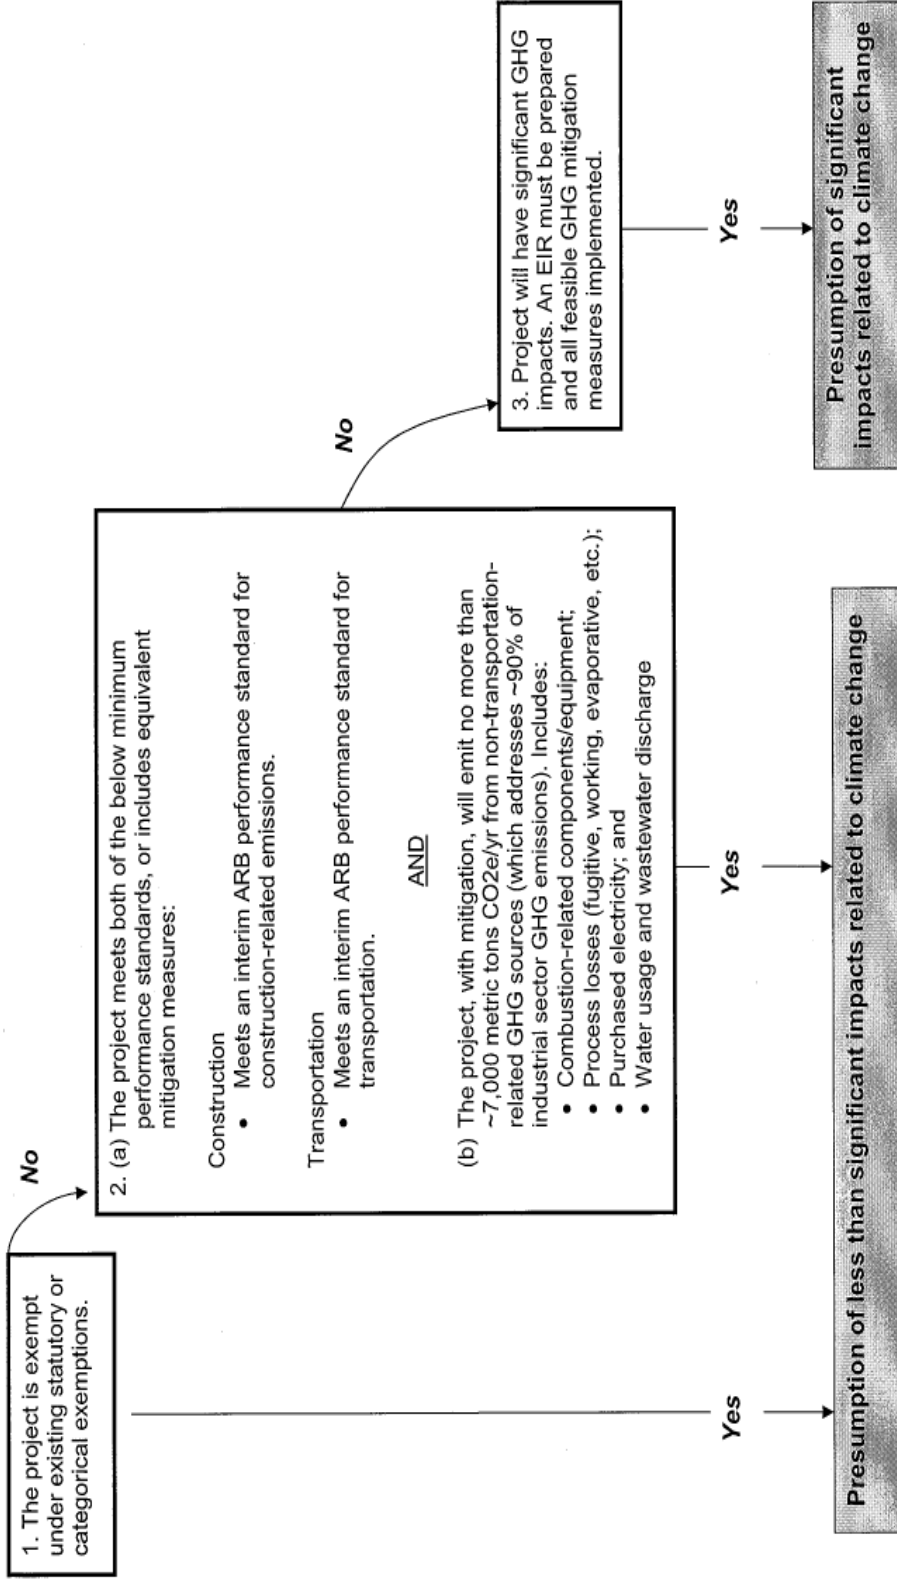 1. The project is exempt
under existing statutory or
categorical exemptions.
No
2. (a) The project meets both of the below minimum
performance standards, or includes equivalent
mitigation measures:
Construction
• Meets an interim ARB performance standard for
construction-related emissions.
Transportation
• Meets an interim ARB performance standard for
transportation.
AND
(b) The project, with mitigation, will emit no more than
~7,000 metric tons CO2e/yr from non-transportation-
related GHG sources (which addresses ~90% of
industrial sector GHG emissions). Includes:
• Combustion-related components/equipment;
• Process losses (fugitive, working, evaporative, etc.);
• Purchased electricity; and
• Water usage and wastewater discharge
No
3. Project will have significant GHG
impacts. An EIR must be prepared
and all feasible GHG mitigation
measures implemented.
Yes
Yes
Yes
Presumption of less than significant impacts related to climate change
Presumption of significant
impacts related to climate change